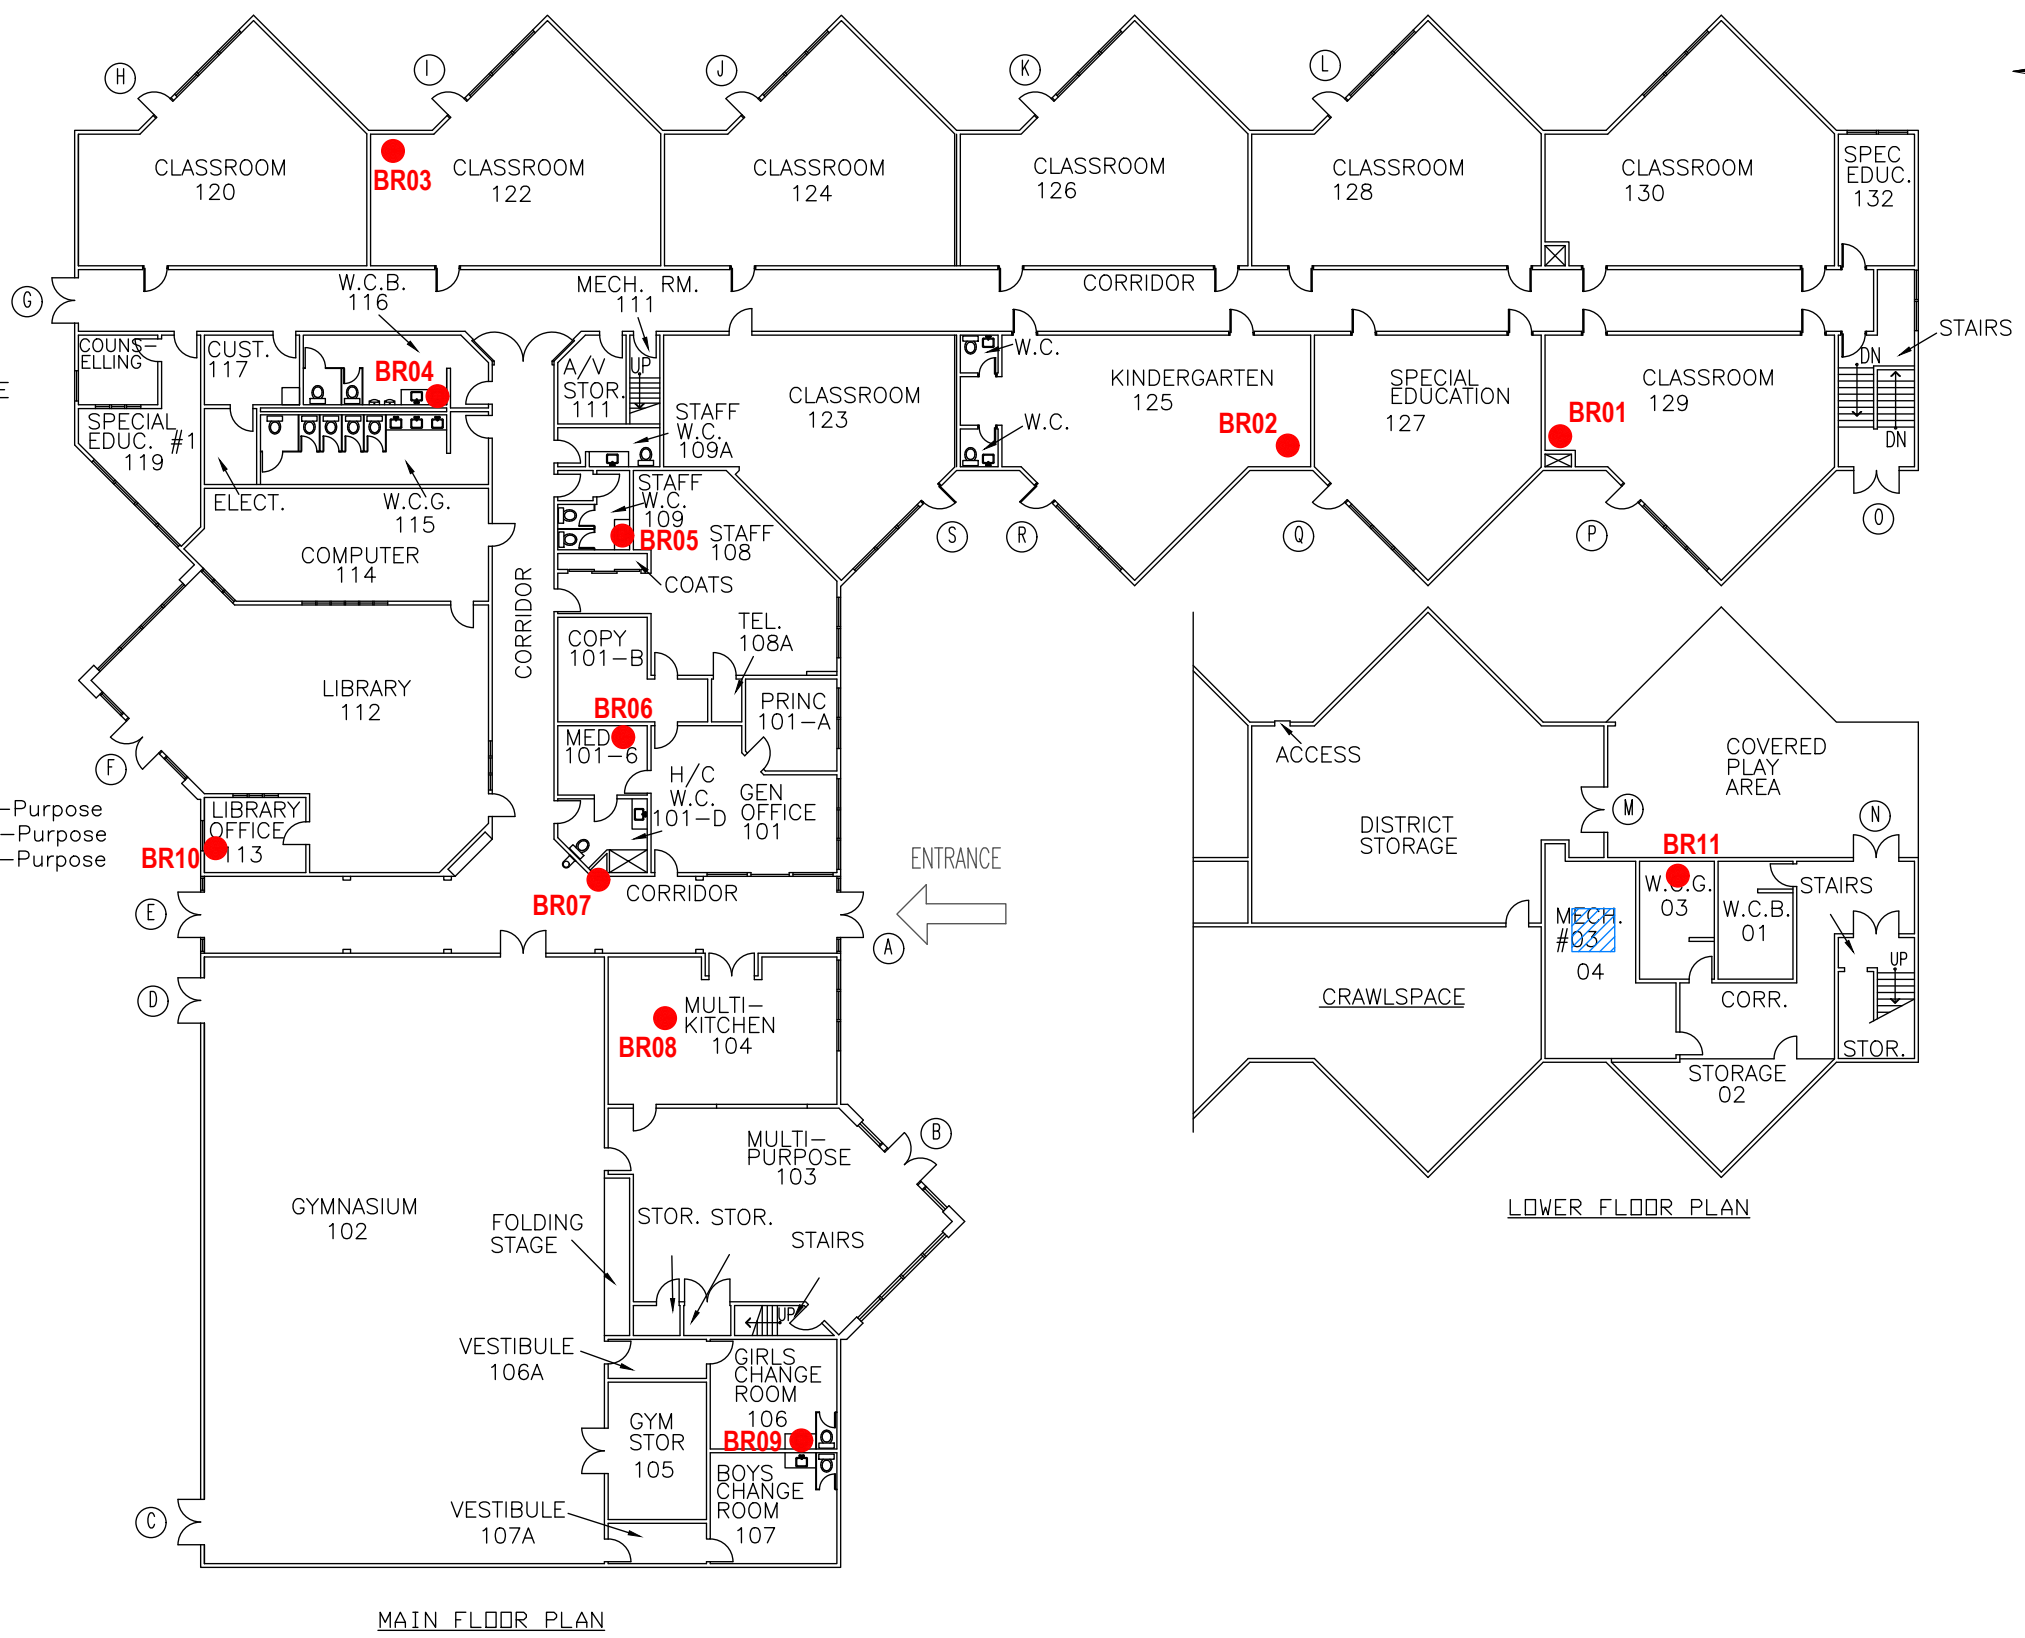 H
I
J
K
L
CLASSROOM
120
BR03
CLASSROOM
122
CLASSROOM
124
CLASSROOM
126
CLASSROOM
128
CLASSROOM
130
SPEC
EDUC.
132
G
W.C.B.
116
MECH. RM.
111
CORRIDOR
STAIRS
COUNS-
ELLING
CUST.
117
BR04
A/V
STOR.
111
UP
STAFF
W.C.
109A
CLASSROOM
123
W.C.
W.C.
KINDERGARTEN
125
BR02
SPECIAL
EDUCATION
127
BR01
CLASSROOM
129
DN
DN
SPECIAL
EDUC. #1
119
ELECT.
W.C.G.
115
STAFF
W.C.
109
BR05
STAFF
108
S
R
Q
P
O
COMPUTER
114
COATS
CORRIDOR
COPY
101-B
TEL.
108A
LIBRARY
112
BR06
PRINC
101-A
MED
101-6
ACCESS
COVERED
PLAY
AREA
F
H/C
W.C.
101-D
GEN
OFFICE
101
M
N
-Purpose
-Purpose
-Purpose
LIBRARY
OFFICE
113
BR10
DISTRICT
STORAGE
BR11
ENTRANCE
W.C.G.
03
STAIRS
BR07
CORRIDOR
E
A
W.C.B.
01
MECH.
#03
04
UP
D
MULTI-
KITCHEN
104
BR08
CRAWLSPACE
CORR.
STOR.
STORAGE
02
B
MULTI-
PURPOSE
103
GYMNASIUM
102
FOLDING
STAGE
STOR.
STOR.
STAIRS
LOWER FLOOR PLAN
UP
VESTIBULE
106A
GIRLS
CHANGE
ROOM
106
BR09
GYM
STOR
105
BOYS
CHANGE
ROOM
107
C
VESTIBULE
107A
MAIN FLOOR PLAN